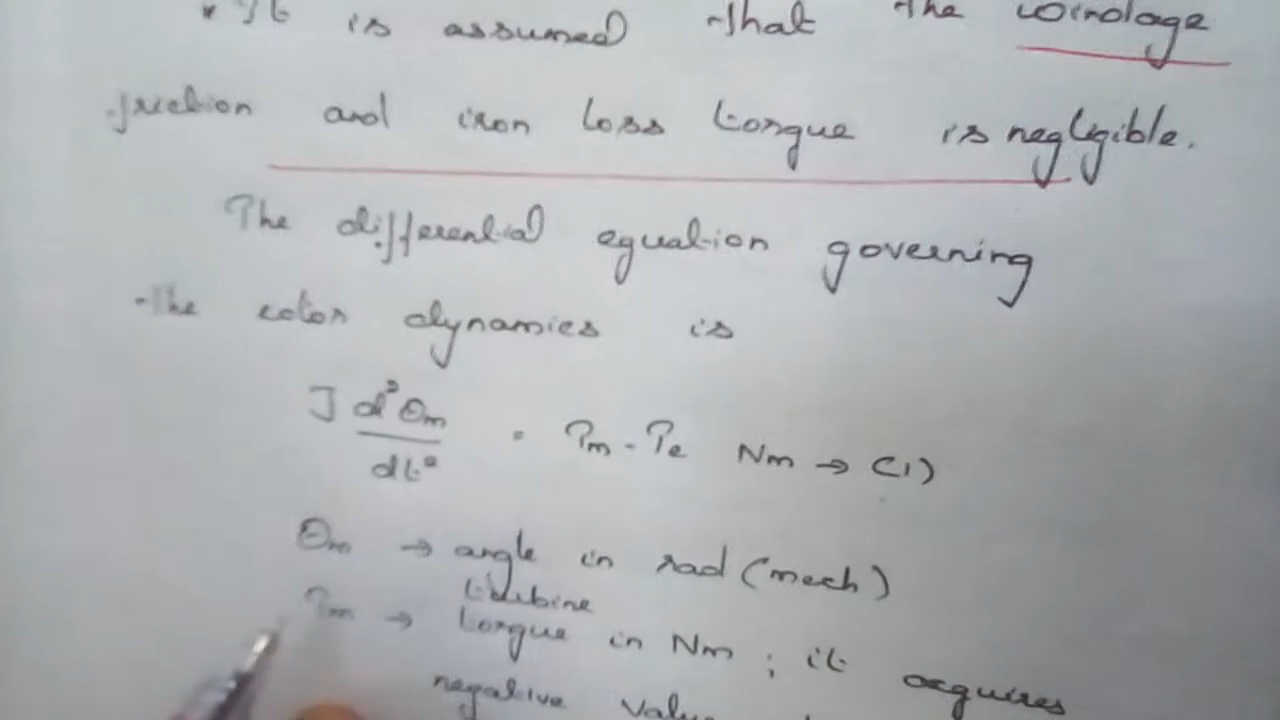 * It is assumed that the windage
friction and iron loss torque is negligible.
The differential equation governing
the rotor dynamics is
J d²θm/dt² = Tm - Te Nm → (1)
θm → angle in rad (mech)
turbine
Tm → torque in Nm ; it acquires
negative value